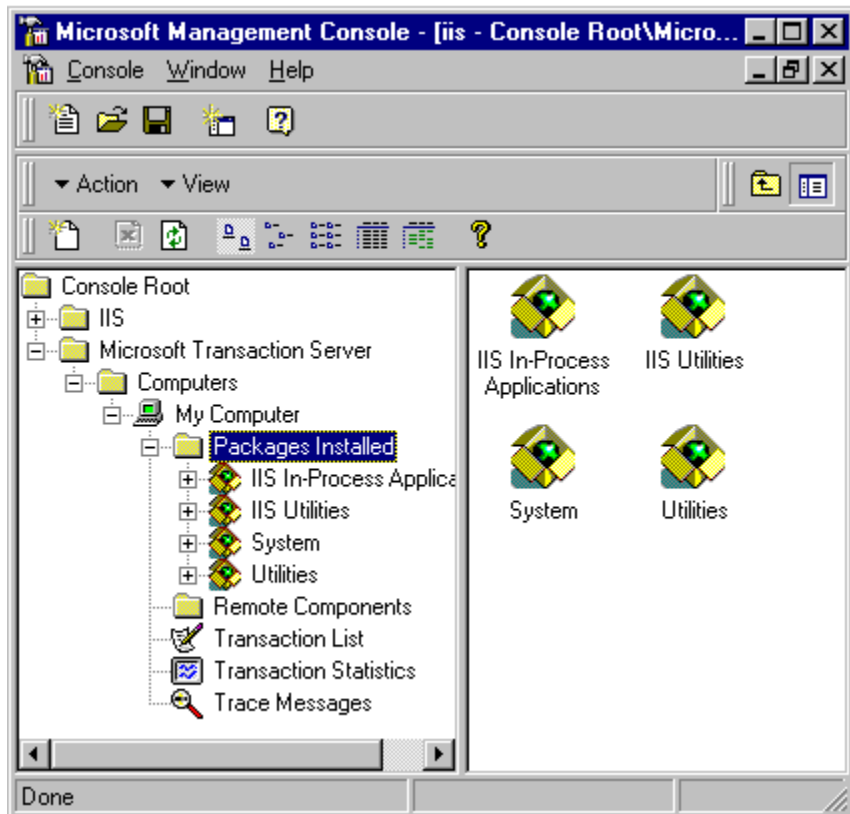 Microsoft Management Console - [iis - Console Root\Micro...
Console Window Help
Action View
Console Root
IIS
Microsoft Transaction Server
Computers
My Computer
Packages Installed
IIS In-Process Applica
IIS Utilities
System
Utilities
Remote Components
Transaction List
Transaction Statistics
Trace Messages
IIS In-Process
Applications
IIS Utilities
System
Utilities
Done